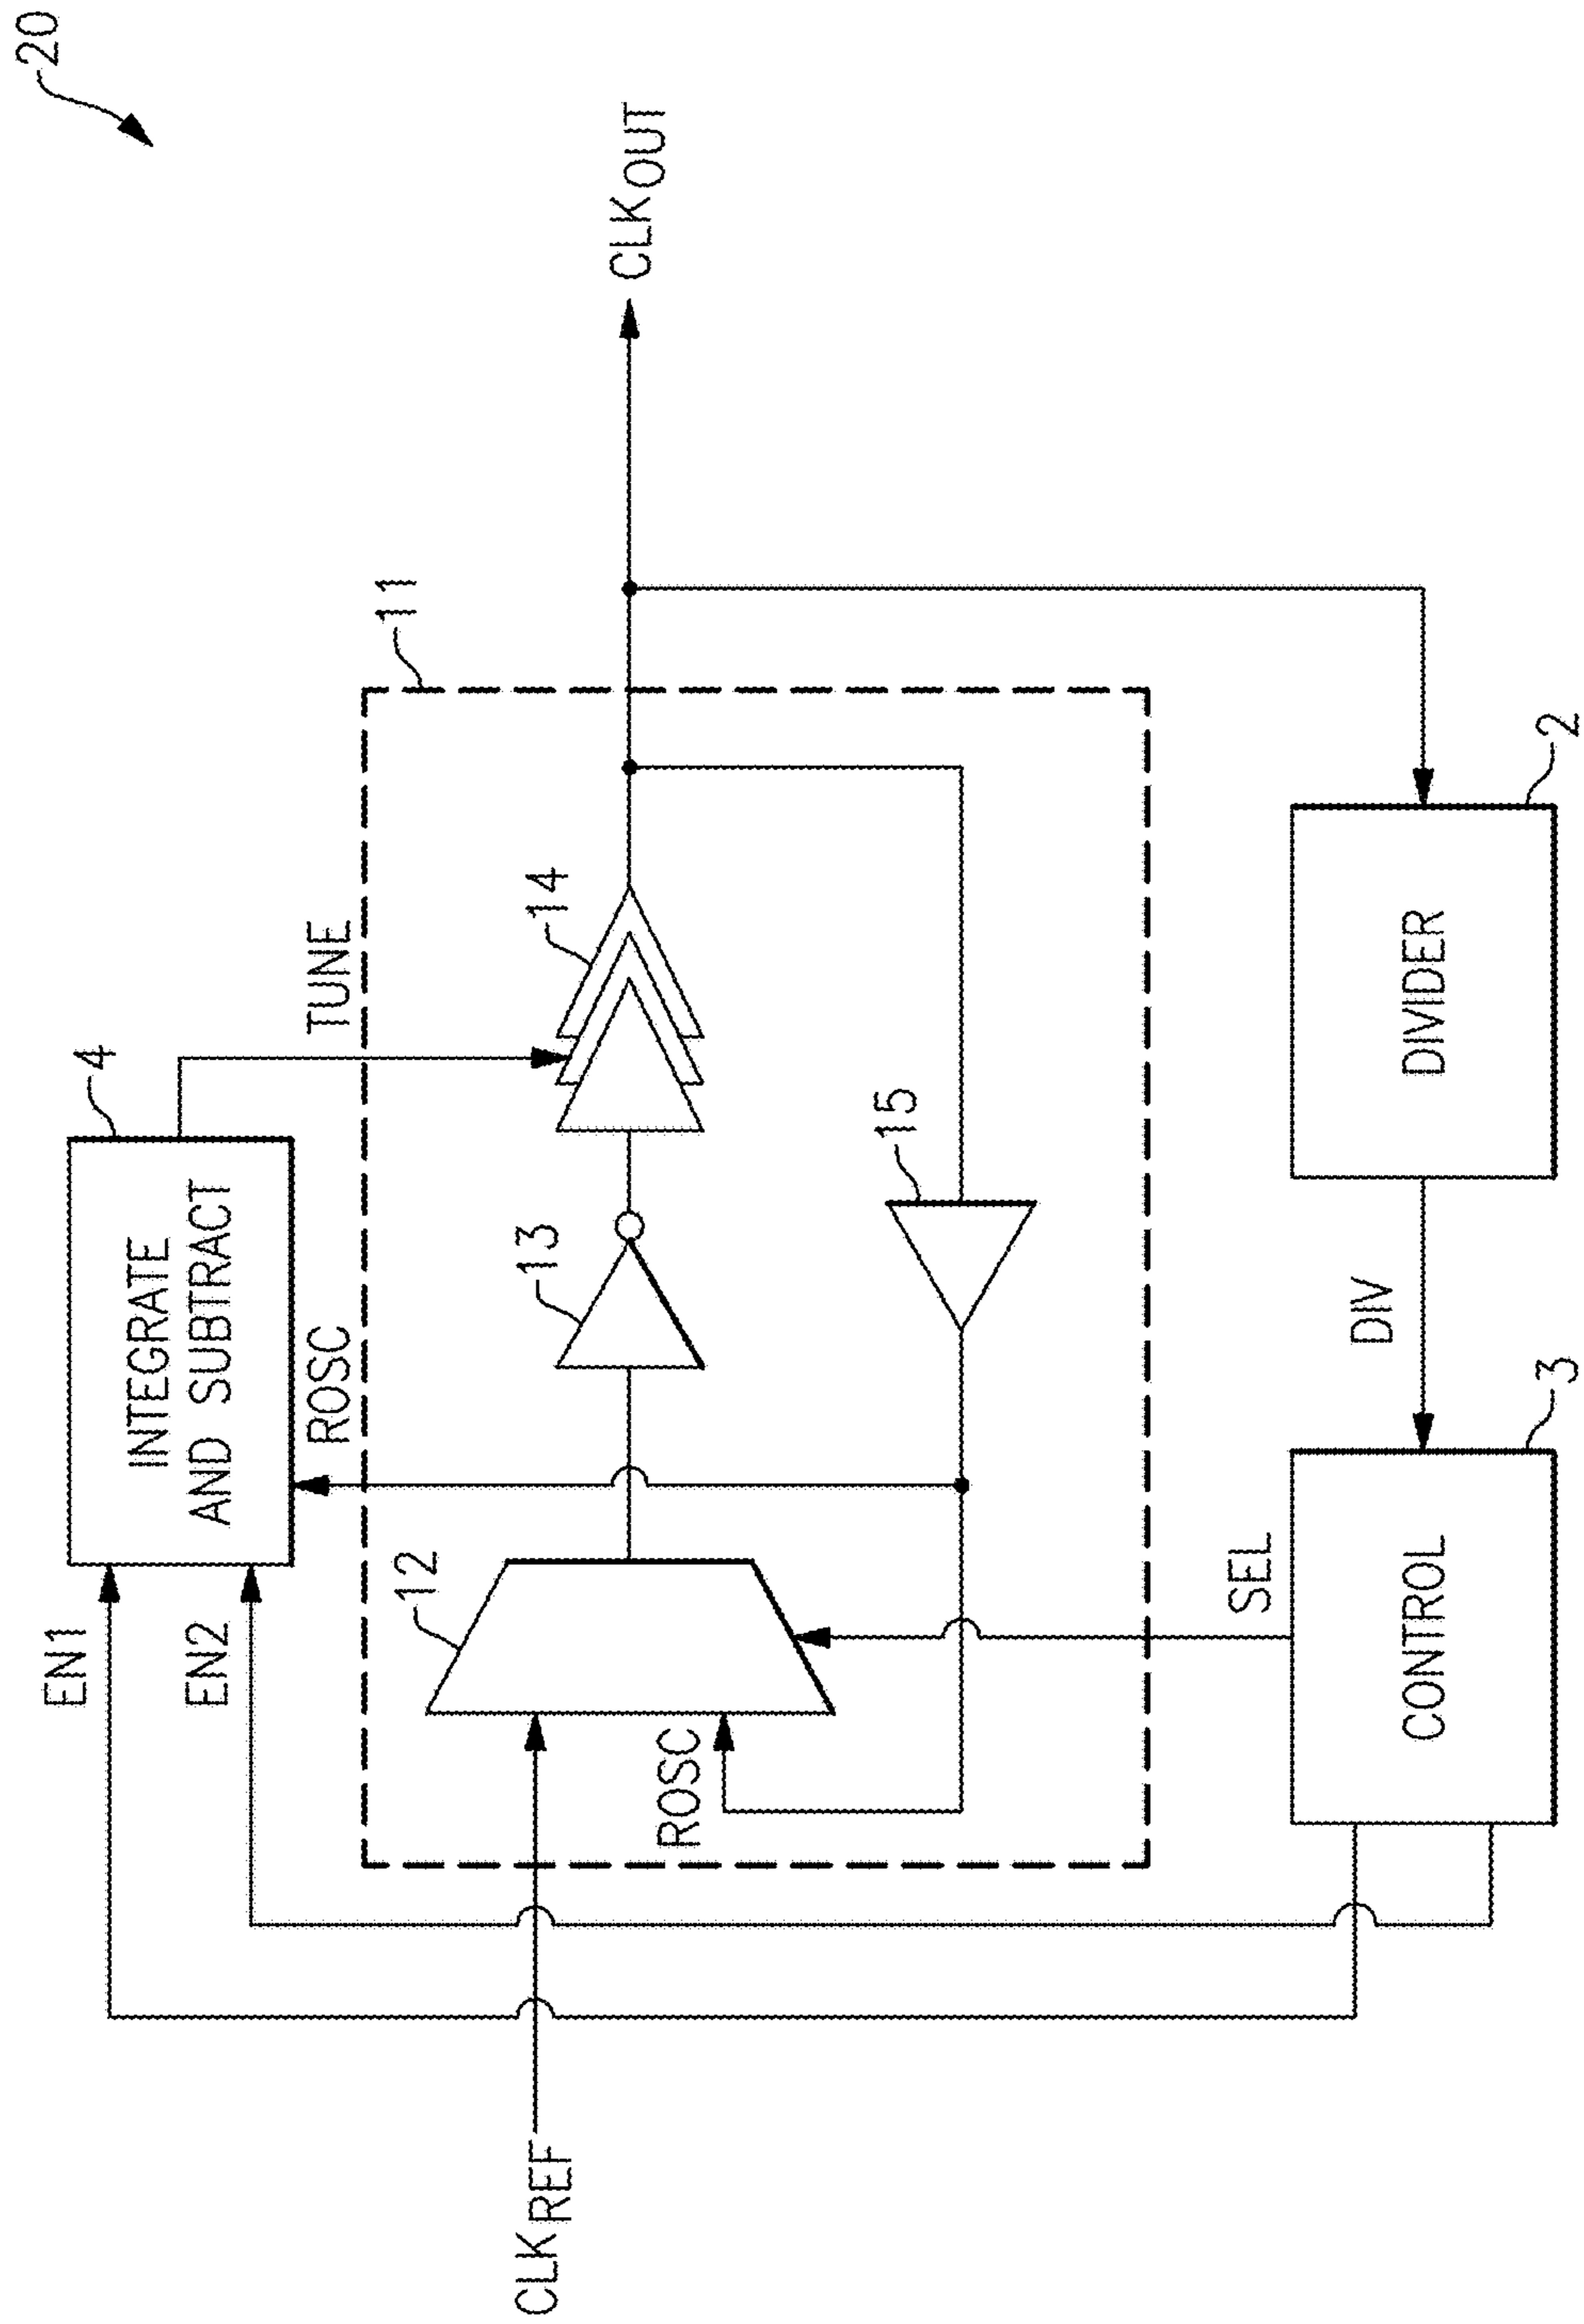 20
EN1
EN2
INTEGRATE
AND SUBTRACT
4
ROSC
TUNE
11
CLKREF
ROSC
12
13
14
15
CLKOUT
SEL
CONTROL
3
DIV
DIVIDER
2